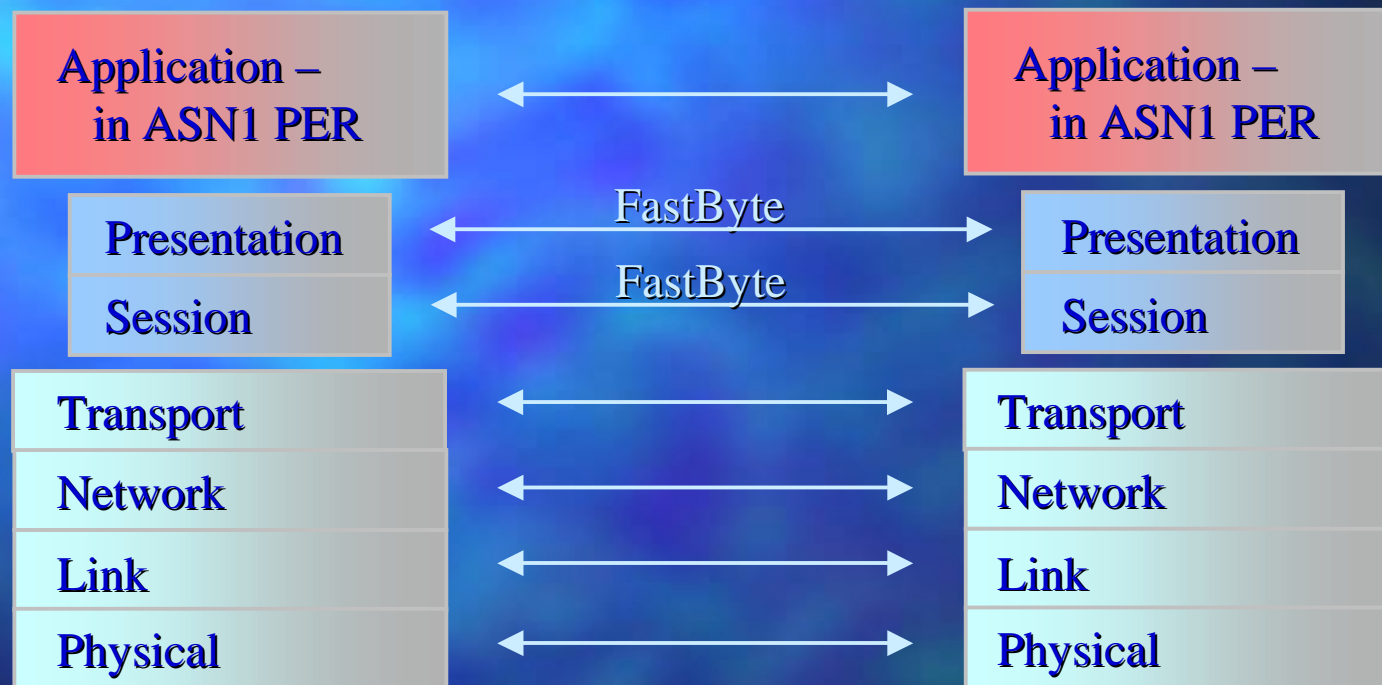 Application –
in ASN1 PER
Application –
in ASN1 PER
FastByte
Presentation
Presentation
FastByte
Session
Session
Transport
Transport
Network
Network
Link
Link
Physical
Physical